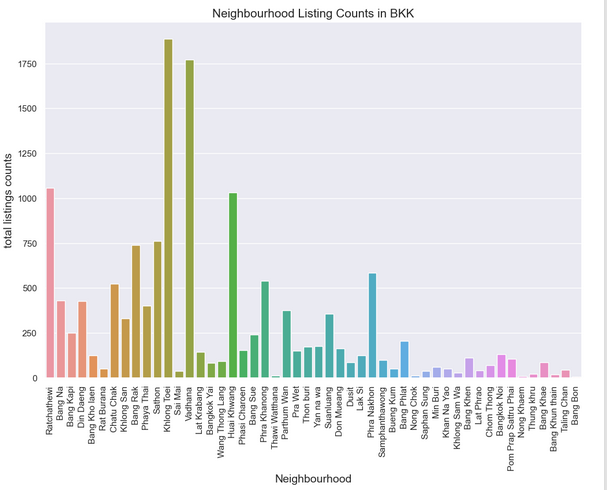 Neighbourhood Listing Counts in BKK
total listings counts
1750
1500
1250
1000
750
500
250
0
Ratchathewi
Bang Na
Bang Kapi
Din Daeng
Bang Kho laen
Rat Burana
Chatu Chak
Khlong San
Bang Rak
Phaya Thai
Sathon
Khlong Toei
Sai Mai
Vadhana
Lat Krabang
Bangkok Yai
Wang Thong Lang
Huai Khwang
Phasi Charoen
Bang Sue
Phra Khanong
Thawi Watthana
Parthum Wan
Pra Wet
Thon buri
Yan na wa
Suanluang
Don Mueang
Dusit
Lak Si
Phra Nakhon
Samphanthawong
Bueng Kum
Bang Phlat
Nong Chok
Saphan Sung
Min Buri
Khan Na Yao
Khlong Sam Wa
Bang Khen
Lat Phrao
Chom Thong
Bangkok Noi
Pom Prap Sattru Phai
Nong Khaem
Thung khru
Bang Khae
Bang Khun thain
Taling Chan
Bang Bon
Neighbourhood